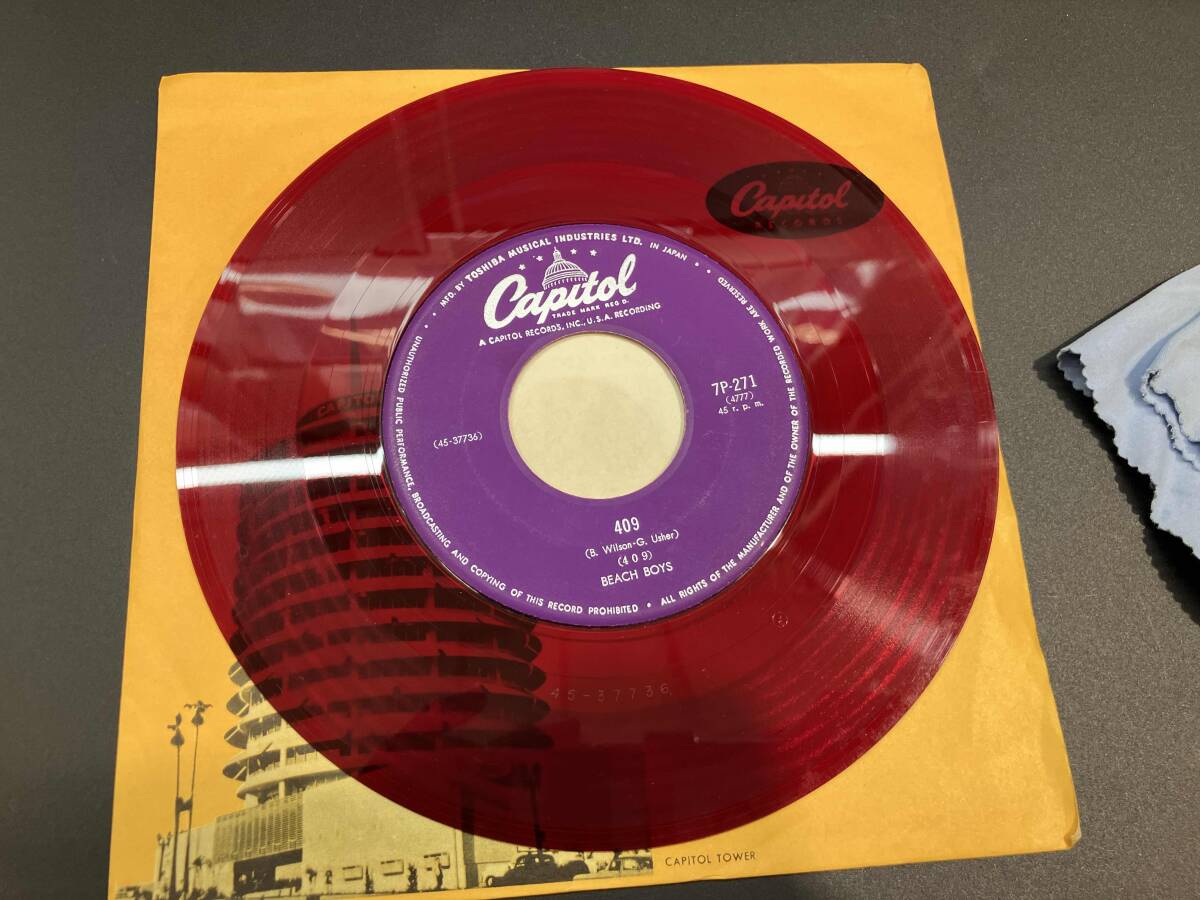 Capitol
RECORDS
• MFD. BY TOSHIBA MUSICAL INDUSTRIES LTD. IN JAPAN •
Capitol
TRADE MARK REG'D.
A CAPITOL RECORDS, INC., U.S.A. RECORDING
7P-271
(4777)
45 r. p. m.
(45-37736)
409
(B. Wilson-G. Usher)
(4 0 9)
BEACH BOYS
UNAUTHORIZED PUBLIC PERFORMANCE, BROADCASTING AND COPYING OF THIS RECORD PROHIBITED • ALL RIGHTS OF THE MANUFACTURER AND OF THE OWNER OF THE RECORDED WORK ARE RESERVED
45-37736
CAPITOL
CAPITOL TOWER